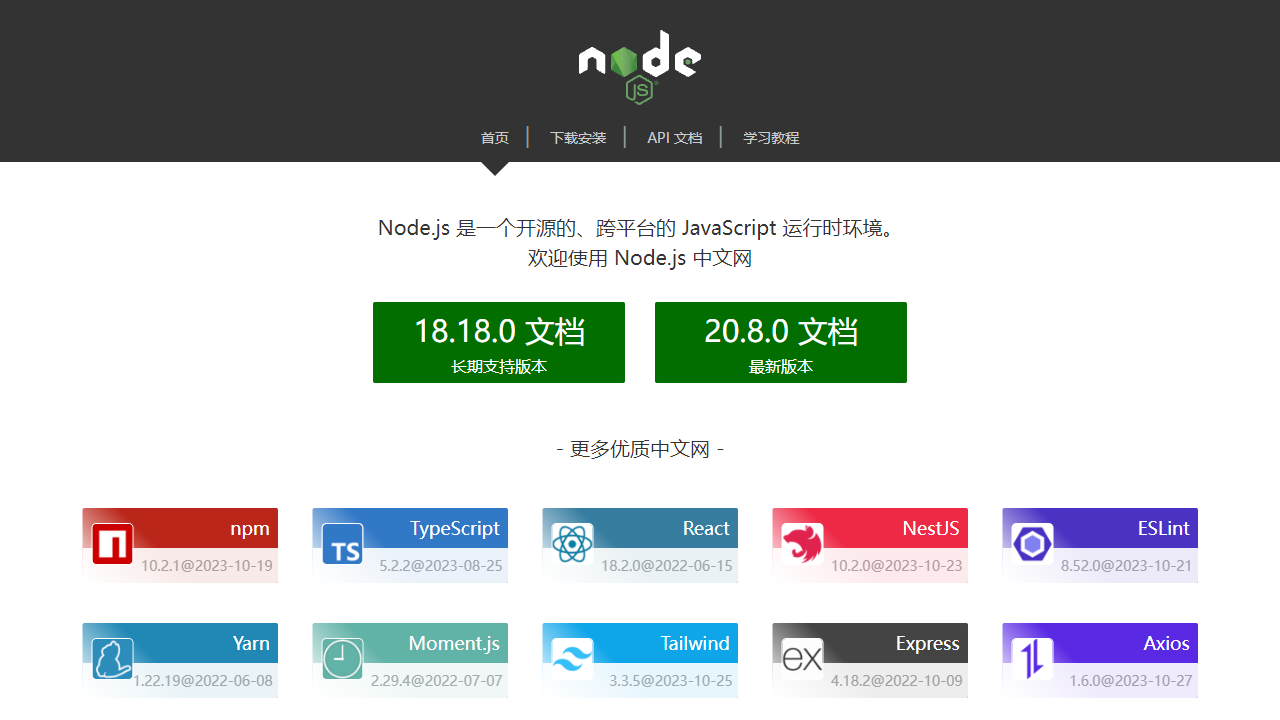 node
JS
首页 | 下载安装 | API 文档 | 学习教程
Node.js 是一个开源的、跨平台的 JavaScript 运行时环境。
欢迎使用 Node.js 中文网
18.18.0 文档
长期支持版本
20.8.0 文档
最新版本
- 更多优质中文网 -
npm
10.2.1@2023-10-19
TS
TypeScript
5.2.2@2023-08-25
React
18.2.0@2022-06-15
NestJS
10.2.0@2023-10-23
ESLint
8.52.0@2023-10-21
Yarn
1.22.19@2022-06-08
Moment.js
2.29.4@2022-07-07
Tailwind
3.3.5@2023-10-25
ex
Express
4.18.2@2022-10-09
Axios
1.6.0@2023-10-27